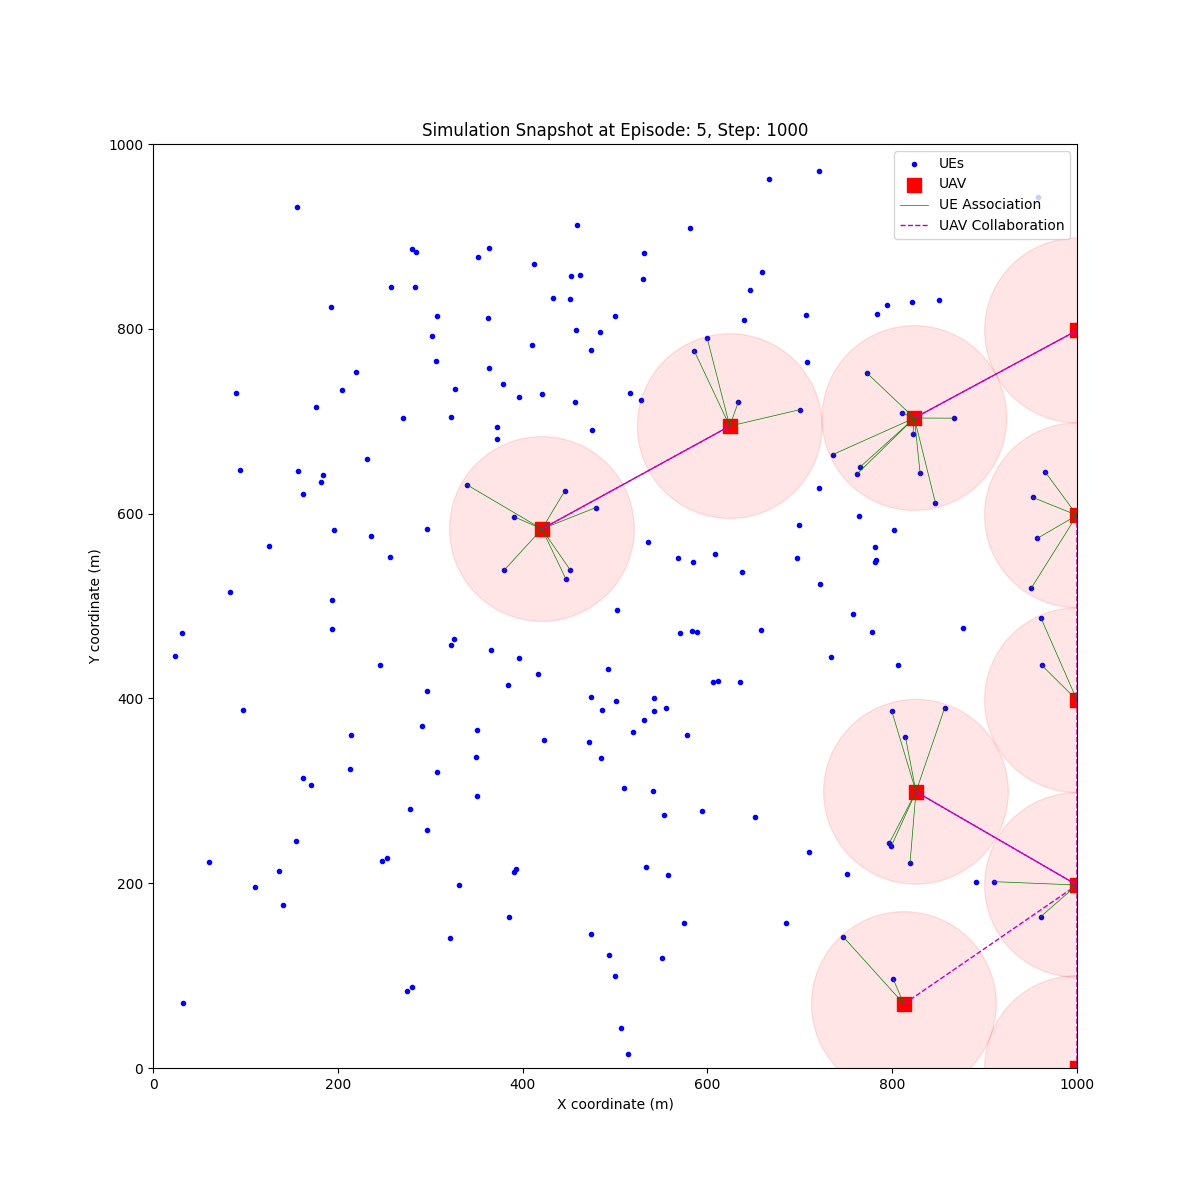 Simulation Snapshot at Episode: 5, Step: 1000
UEs
UAV
UE Association
UAV Collaboration
1000
800
600
400
200
0
Y coordinate (m)
0 200 400 600 800 1000
X coordinate (m)